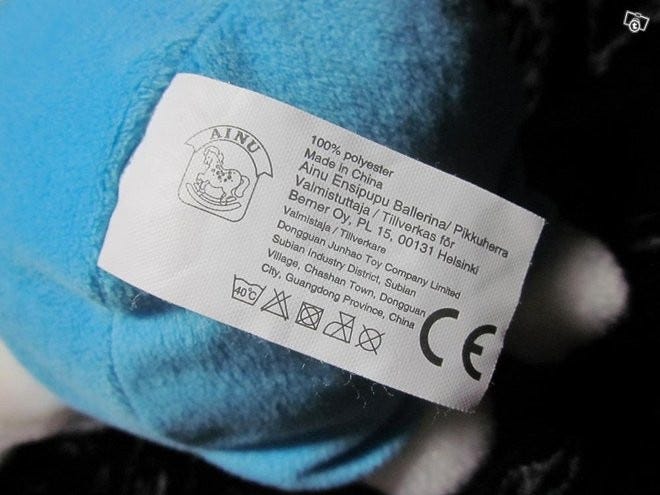 AINU
100% polyester
Made in China
Ainu Ensipupu Ballerina/ Pikkuherra
Valmistuttaja / Tillverkas för
Berner Oy, PL 15, 00131 Helsinki
Valmistaja / Tillverkare
Dongguan Junhao Toy Company Limited
Subian Industry District, Subian
Village, Chashan Town, Dongguan
City, Guangdong Province, China
40°C
CE